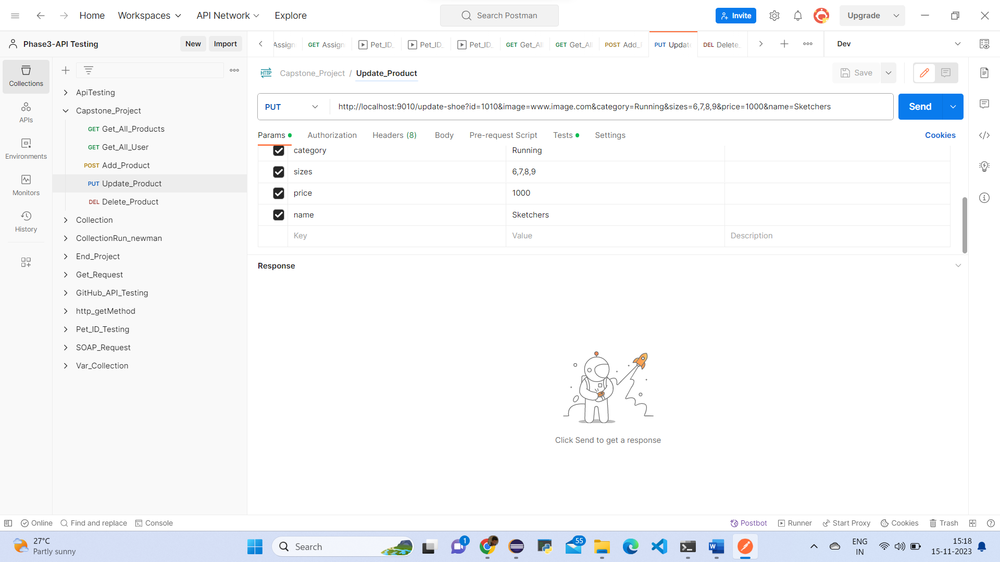 Home Workspaces API Network Explore Search Postman Invite Upgrade
Phase3-API Testing New Import Assign GET Assign Pet_ID_ Pet_ID_ Pet_ID_ GET Get_All GET Get_All POST Add_P PUT Update DEL Delete_ Dev
Collections
APIs
Environments
Monitors
History
ApiTesting
Capstone_Project
GET Get_All_Products
GET Get_All_User
POST Add_Product
PUT Update_Product
DEL Delete_Product
Collection
CollectionRun_newman
End_Project
Get_Request
GitHub_API_Testing
http_getMethod
Pet_ID_Testing
SOAP_Request
Var_Collection
HTTP Capstone_Project / Update_Product Save
PUT http://localhost:9010/update-shoe?id=1010&image=www.image.com&category=Running&sizes=6,7,8,9&price=1000&name=Sketchers Send
Params Authorization Headers (8) Body Pre-request Script Tests Settings Cookies
category Running
sizes 6,7,8,9
price 1000
name Sketchers
Key Value Description
Response
Click Send to get a response
Online Find and replace Console Postbot Runner Start Proxy Cookies Trash
27°C
Partly sunny
Search
1
55
ENG
IN
15:18
15-11-2023